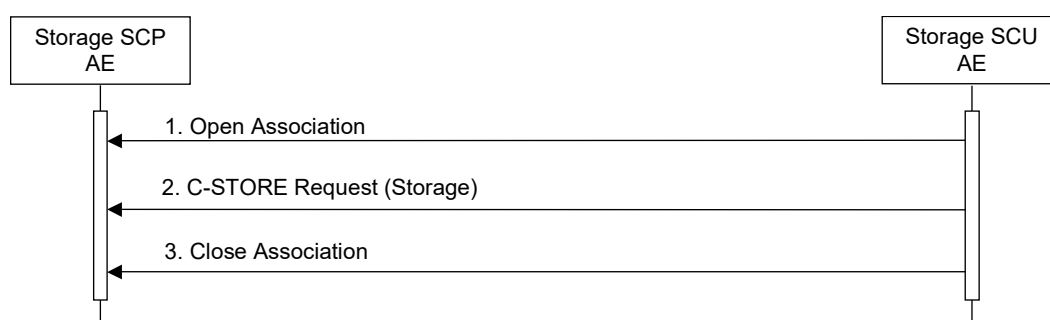 Storage SCP
AE
Storage SCU
AE
1. Open Association
2. C-STORE Request (Storage)
3. Close Association